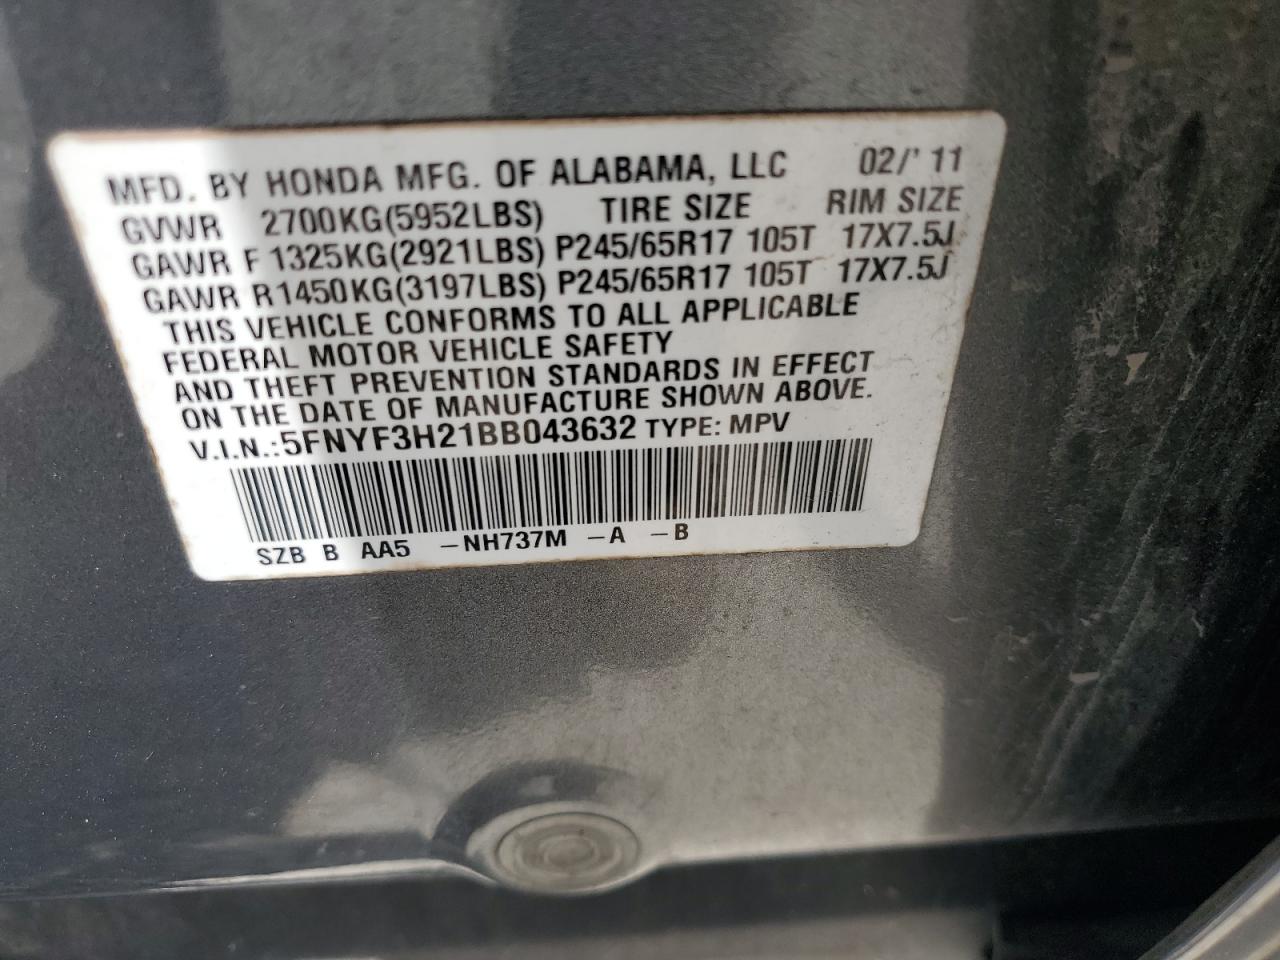 MFD. BY HONDA MFG. OF ALABAMA, LLC 02/' 11
GVWR 2700KG(5952LBS) TIRE SIZE RIM SIZE
GAWR F 1325KG(2921LBS) P245/65R17 105T 17X7.5J
GAWR R1450KG(3197LBS) P245/65R17 105T 17X7.5J
THIS VEHICLE CONFORMS TO ALL APPLICABLE
FEDERAL MOTOR VEHICLE SAFETY
AND THEFT PREVENTION STANDARDS IN EFFECT
ON THE DATE OF MANUFACTURE SHOWN ABOVE.
V.I.N.:5FNYF3H21BB043632 TYPE: MPV
SZB B AA5 -NH737M -A -B